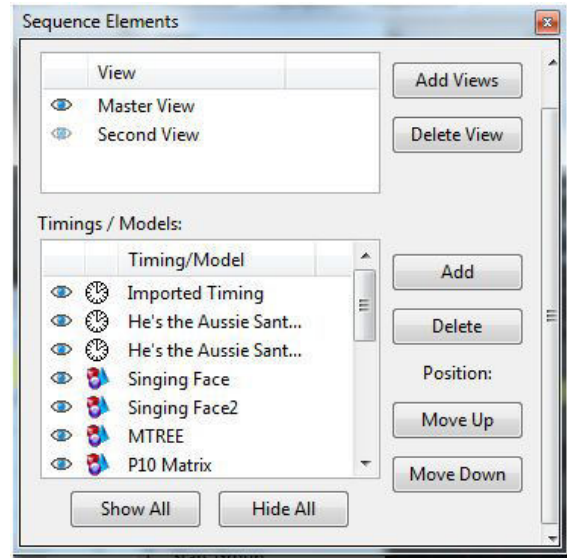 Sequence Elements
View
Add Views
Master View
Second View
Delete View
Timings / Models:
Timing/Model
Add
Imported Timing
He's the Aussie Sant...
Delete
He's the Aussie Sant...
Position:
Singing Face
Singing Face2
Move Up
MTREE
P10 Matrix
Move Down
Show All
Hide All